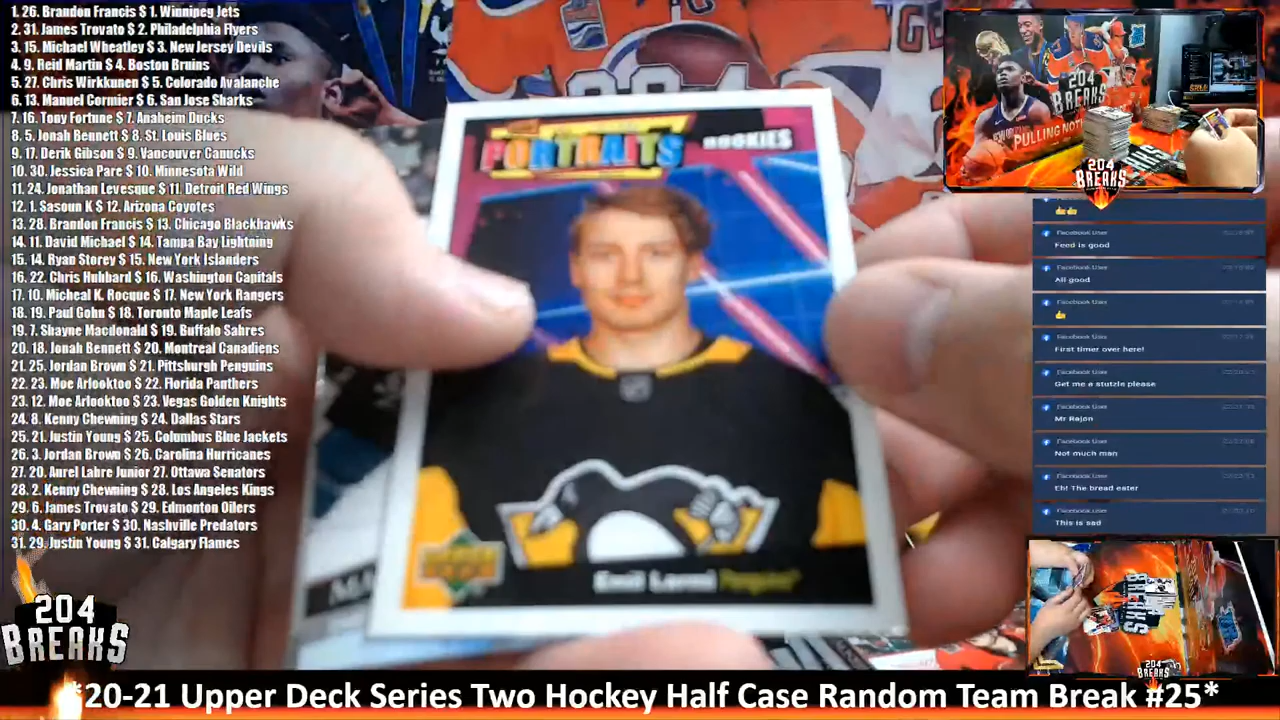 1. 26. Brandon Francis $ 1. Winnipeg Jets
2. 31. James Trovato $ 2. Philadelphia Flyers
3. 15. Michael Wheatley $ 3. New Jersey Devils
4. 9. Reid Martin $ 4. Boston Bruins
5. 27. Chris Wirkkunen $ 5. Colorado Avalanche
6. 13. Manuel Cormier $ 6. San Jose Sharks
7. 16. Tony Fortune $ 7. Anaheim Ducks
8. 5. Jonah Bennett $ 8. St. Louis Blues
9. 17. Derik Gibson $ 9. Vancouver Canucks
10. 30. Jessica Pare $ 10. Minnesota Wild
11. 24. Jonathan Levesque $ 11. Detroit Red Wings
12. 1. Sasoun K $ 12. Arizona Coyotes
13. 28. Brandon Francis $ 13. Chicago Blackhawks
14. 11. David Michael $ 14. Tampa Bay Lightning
15. 14. Ryan Storey $ 15. New York Islanders
16. 22. Chris Hubbard $ 16. Washington Capitals
17. 10. Micheal K. Rocque $ 17. New York Rangers
18. 19. Paul Gohn $ 18. Toronto Maple Leafs
19. 7. Shayne Macdonald $ 19. Buffalo Sabres
20. 18. Jonah Bennett $ 20. Montreal Canadiens
21. 25. Jordan Brown $ 21. Pittsburgh Penguins
22. 23. Moe Arlooktoo $ 22. Florida Panthers
23. 12. Moe Arlooktoo $ 23. Vegas Golden Knights
24. 8. Kenny Chewning $ 24. Dallas Stars
25. 21. Justin Young $ 25. Columbus Blue Jackets
26. 3. Jordan Brown $ 26. Carolina Hurricanes
27. 20. Aurel Labre Junior 27. Ottawa Senators
28. 2. Kenny Chewning $ 28. Los Angeles Kings
29. 6. James Trovato $ 29. Edmonton Oilers
30. 4. Gary Porter $ 30. Nashville Predators
31. 29. Justin Young $ 31. Calgary Flames
204
BREAKS
PORTRAITS ROOKIES
Emil Larmi Penguins
204
BREAKS
PULLING
204
BREAKS
Facebook User
Feed is good
Facebook User
All good
Facebook User
Facebook User
First timer over here!
Facebook User
Get me a stutzle please
Facebook User
Mr Rejon
Facebook User
Not much man
Facebook User
Eh! The bread eater
Facebook User
This is sad
BREAKS
204
BREAKS
*20-21 Upper Deck Series Two Hockey Half Case Random Team Break #25*